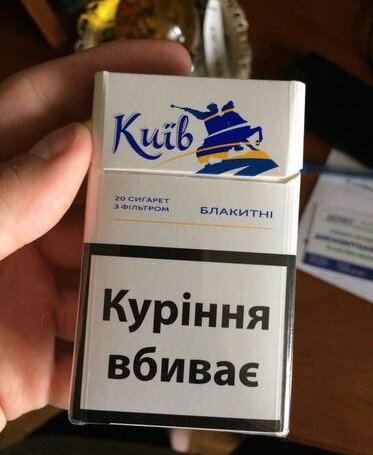 Київ
20 СИГАРЕТ
З ФІЛЬТРОМ
БЛАКИТНІ
Куріння
вбиває